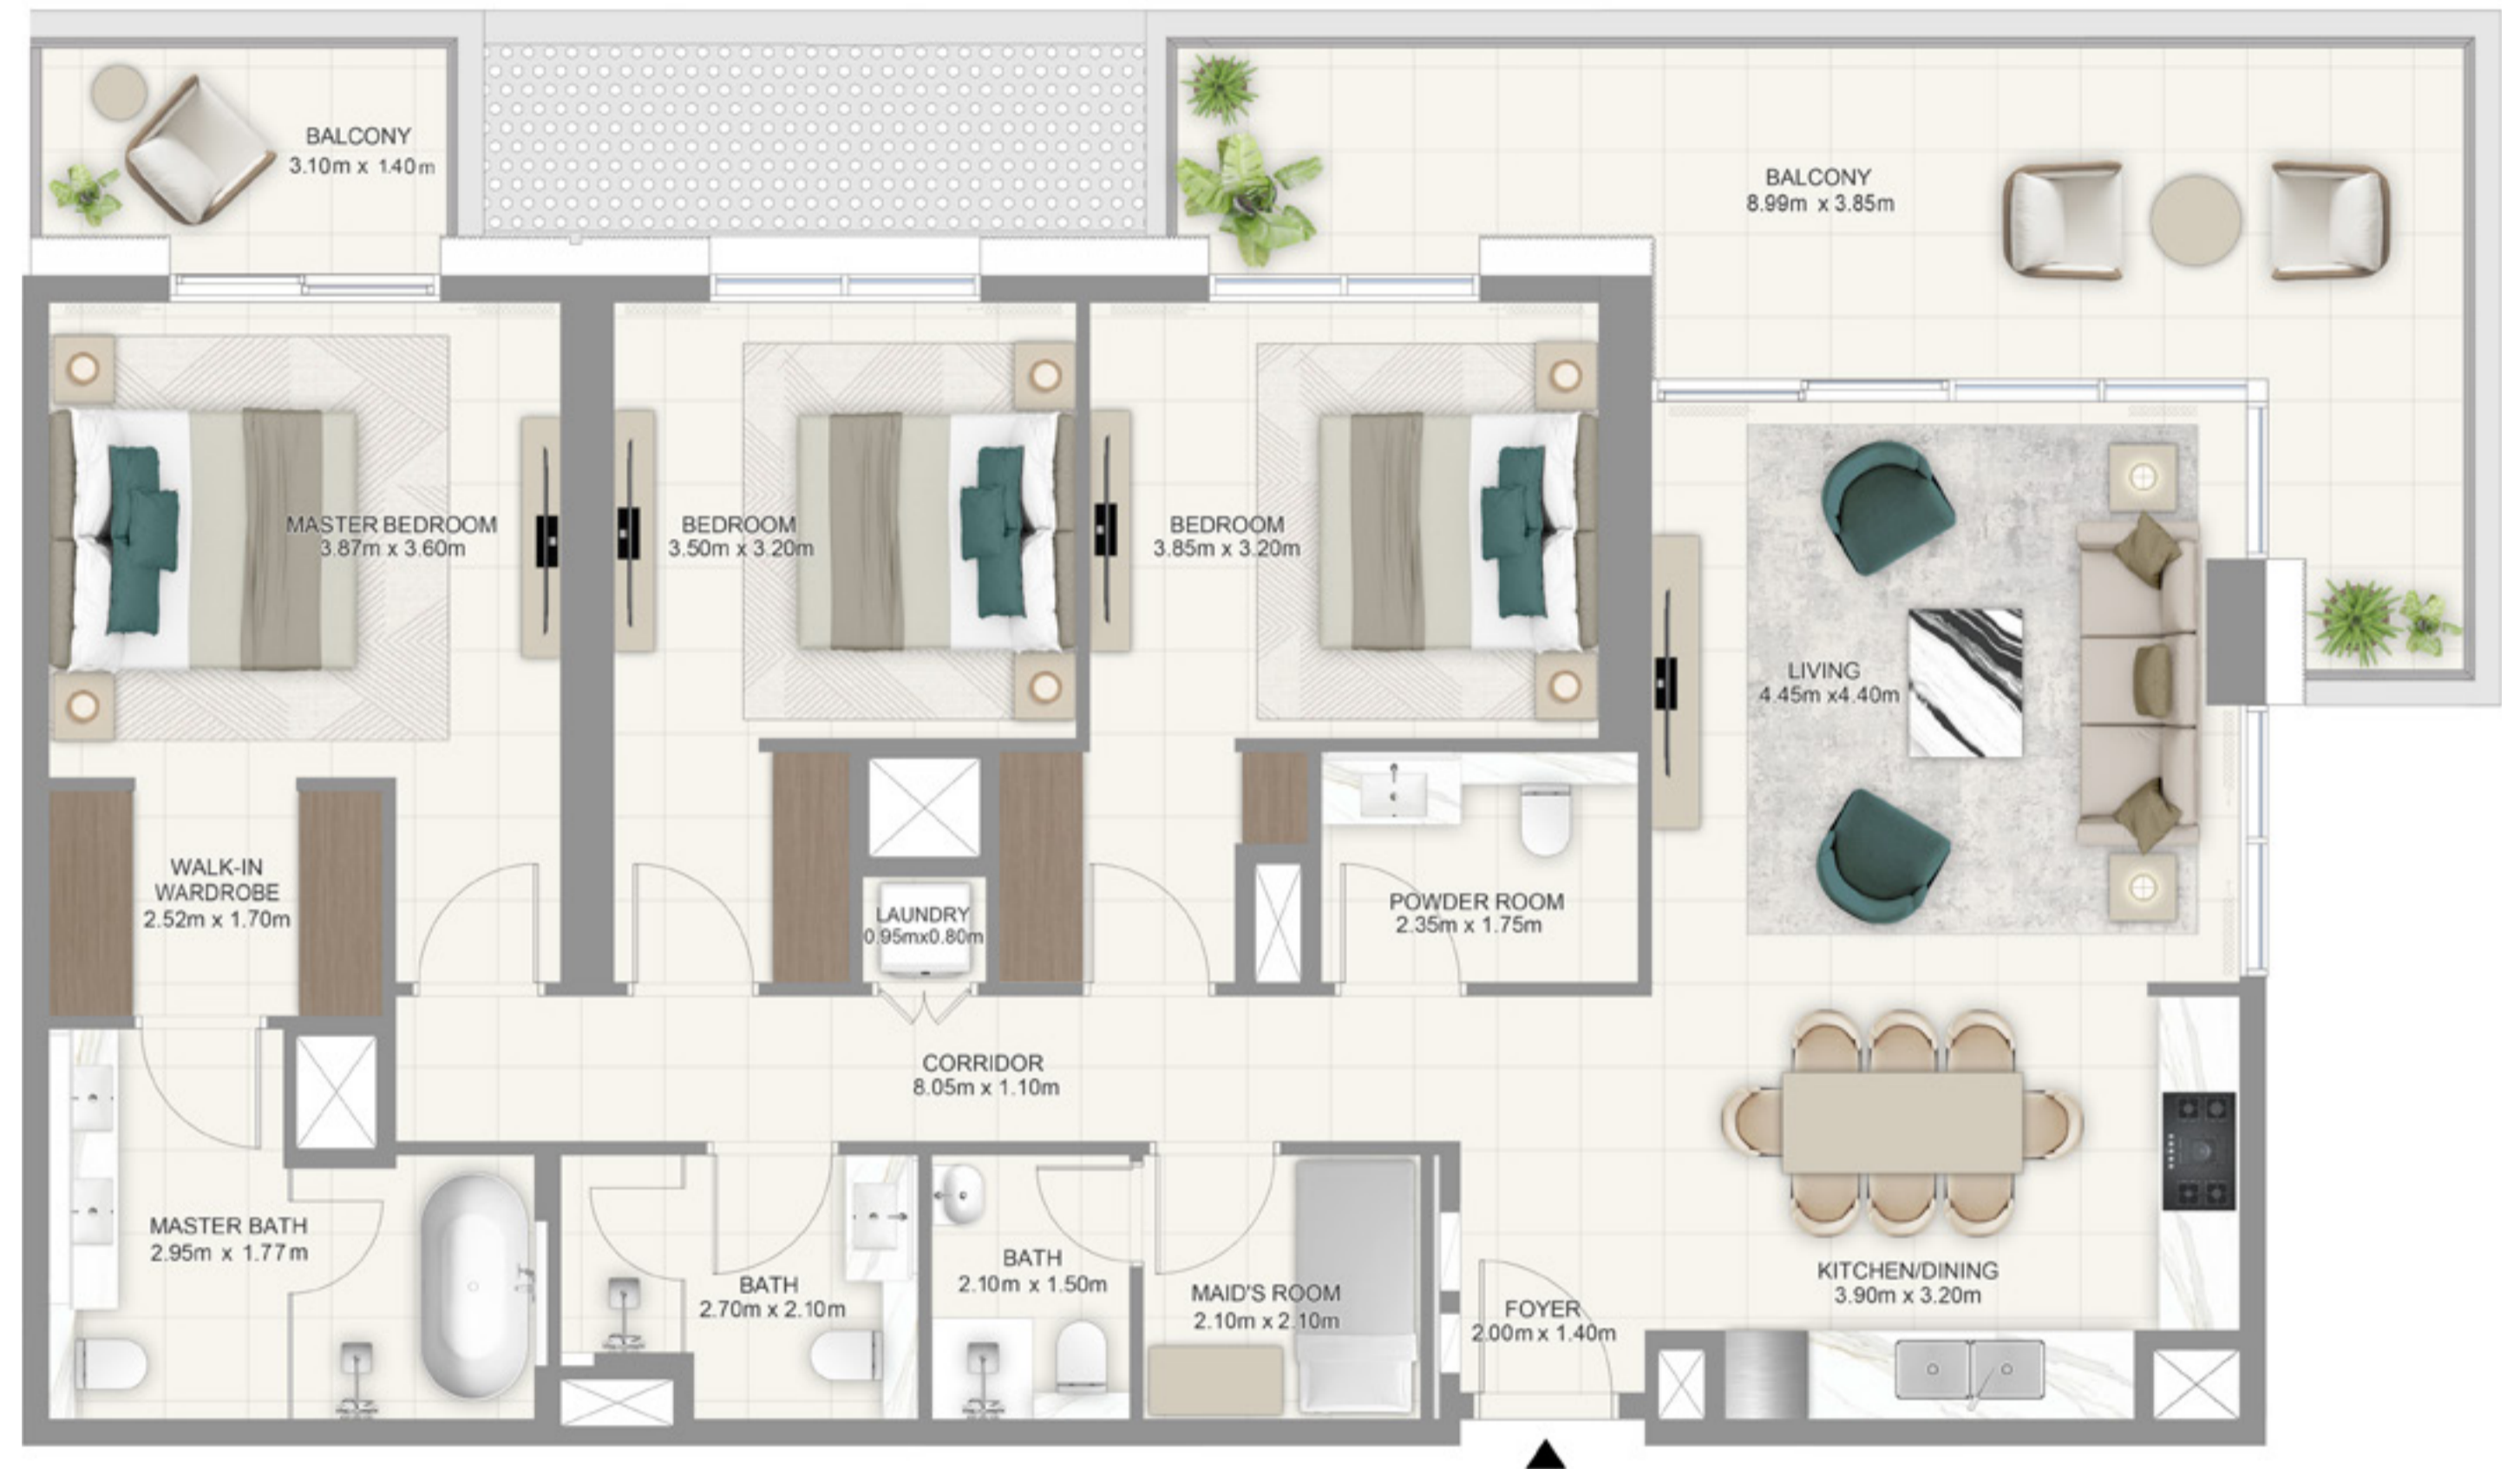 BALCONY
3.10m x 1.40m
BALCONY
8.99m x 3.85m
MASTER BEDROOM
3.87m x 3.60m
BEDROOM
3.50m x 3.20m
BEDROOM
3.85m x 3.20m
LIVING
4.45m x4.40m
WALK-IN
WARDROBE
2.52m x 1.70m
LAUNDRY
0.95mx0.80m
POWDER ROOM
2.35m x 1.75m
CORRIDOR
8.05m x 1.10m
MASTER BATH
2.95m x 1.77m
BATH
2.70m x 2.10m
BATH
2.10m x 1.50m
MAID'S ROOM
2.10m x 2.10m
FOYER
2.00m x 1.40m
KITCHEN/DINING
3.90m x 3.20m